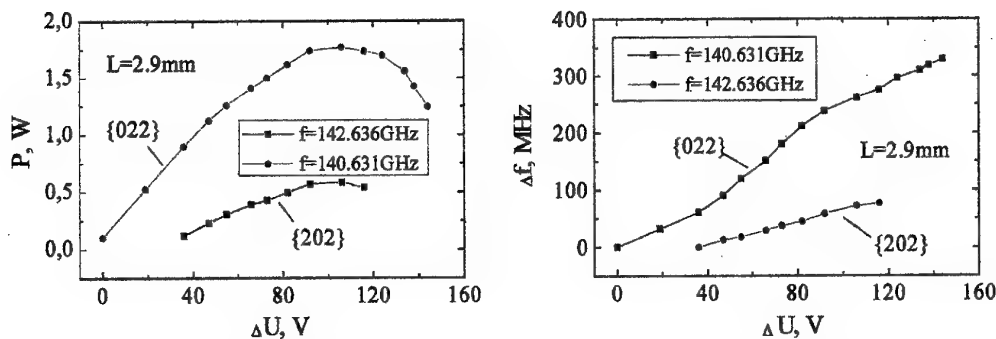 2,0
1,5
1,0
0,5
0,0
P, W
L=2.9mm
{022}
f=142.636GHz
f=140.631GHz
{202}
0 40 80 120 160
ΔU, V
400
300
200
100
0
Δf, MHz
f=140.631GHz
f=142.636GHz
{022}
L=2.9mm
{202}
0 40 80 120 160
ΔU, V